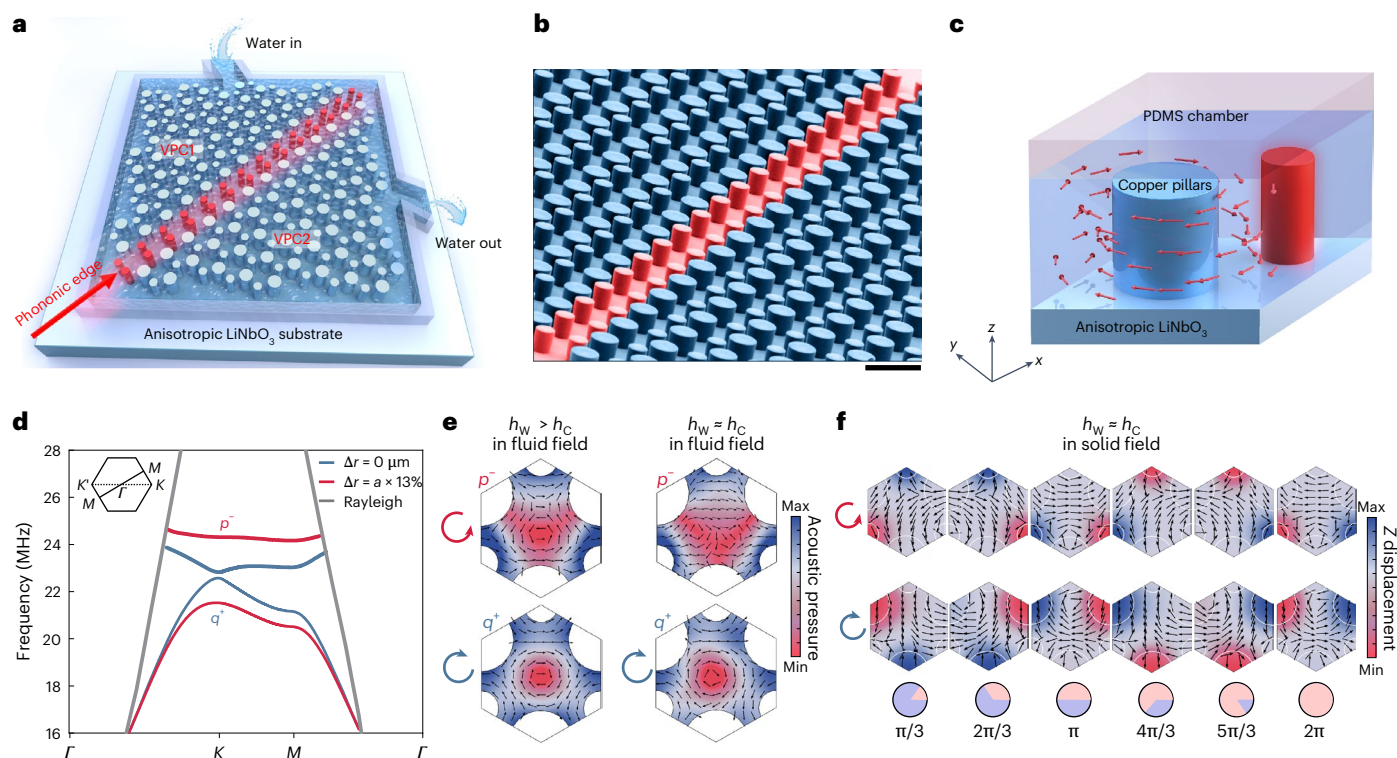 a
Water in
VPC1
VPC2
Water out
Phononic edge
Anisotropic LiNbO3 substrate
b
c
PDMS chamber
Copper pillars
Anisotropic LiNbO3
z
y
x
d
28
26
24
22
20
18
16
Frequency (MHz)
M
K′
Γ
K
M
Δr = 0 μm
Δr = a × 13%
Rayleigh
p−
q+
Γ
K
M
Γ
e
hW > hC
in fluid field
hW ≈ hC
in fluid field
p−
p−
q+
q+
Max
Acoustic pressure
Min
f
hW ≈ hC
in solid field
Max
Z displacement
Min
π/3
2π/3
π
4π/3
5π/3
2π